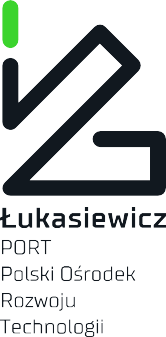 Łukasiewicz
PORT
Polski Ośrodek
Rozwoju
Technologii